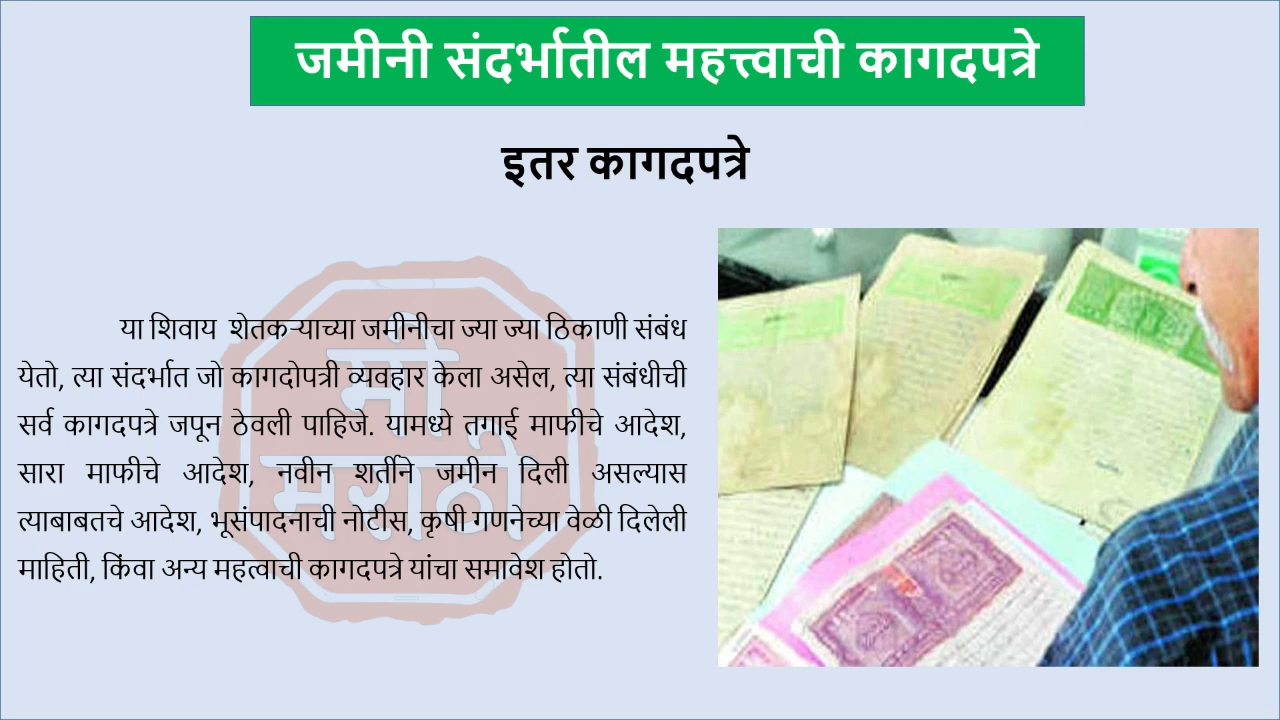 जमीनी संदर्भातील महत्त्वाची कागदपत्रे
इतर कागदपत्रे
या शिवाय शेतकऱ्याच्या जमीनीचा ज्या ज्या ठिकाणी संबंध
येतो, त्या संदर्भात जो कागदोपत्री व्यवहार केला असेल, त्या संबंधीची
सर्व कागदपत्रे जपून ठेवली पाहिजे. यामध्ये तगाई माफीचे आदेश,
सारा माफीचे आदेश, नवीन शर्तीने जमीन दिली असल्यास
त्याबाबतचे आदेश, भूसंपादनाची नोटीस, कृषी गणनेच्या वेळी दिलेली
माहिती, किंवा अन्य महत्वाची कागदपत्रे यांचा समावेश होतो.
मी
मराठी